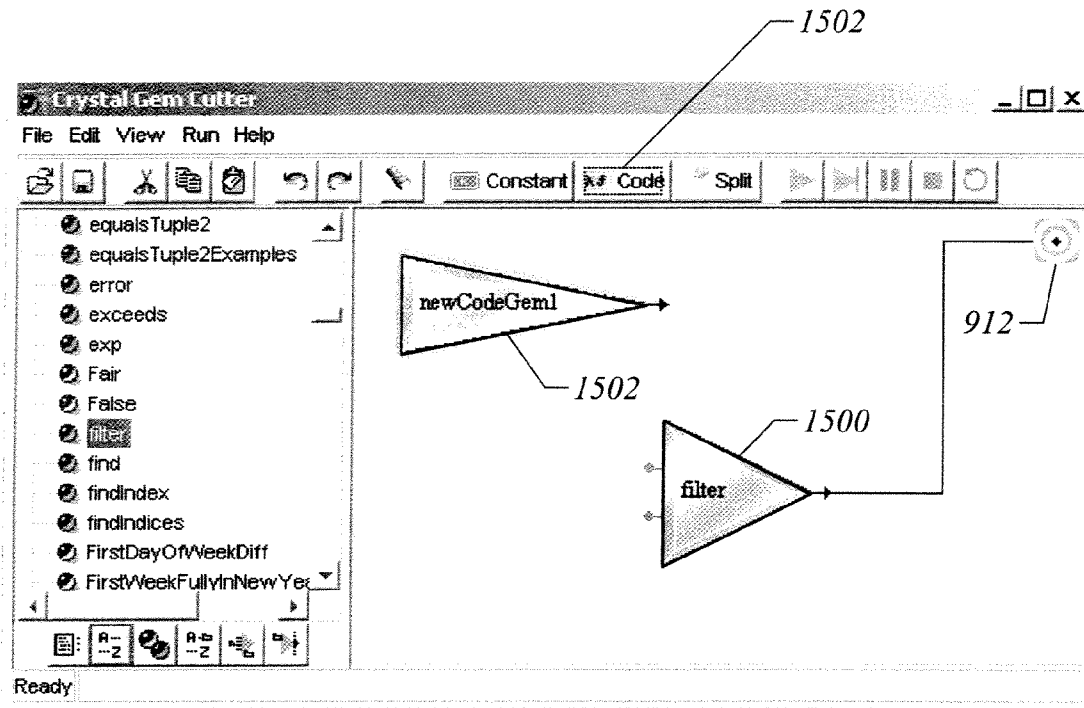 1502
Crystal Gem Cutter
File Edit View Run Help
Constant Code Split
equalsTuple2
equalsTuple2Examples
error
exceeds
exp
Fair
False
filter
find
findIndex
findIndices
FirstDayOfWeekDiff
FirstWeekFullyInNewYea
newCodeGem1
912
1502
1500
filter
A- -Z
A- -Z
Ready